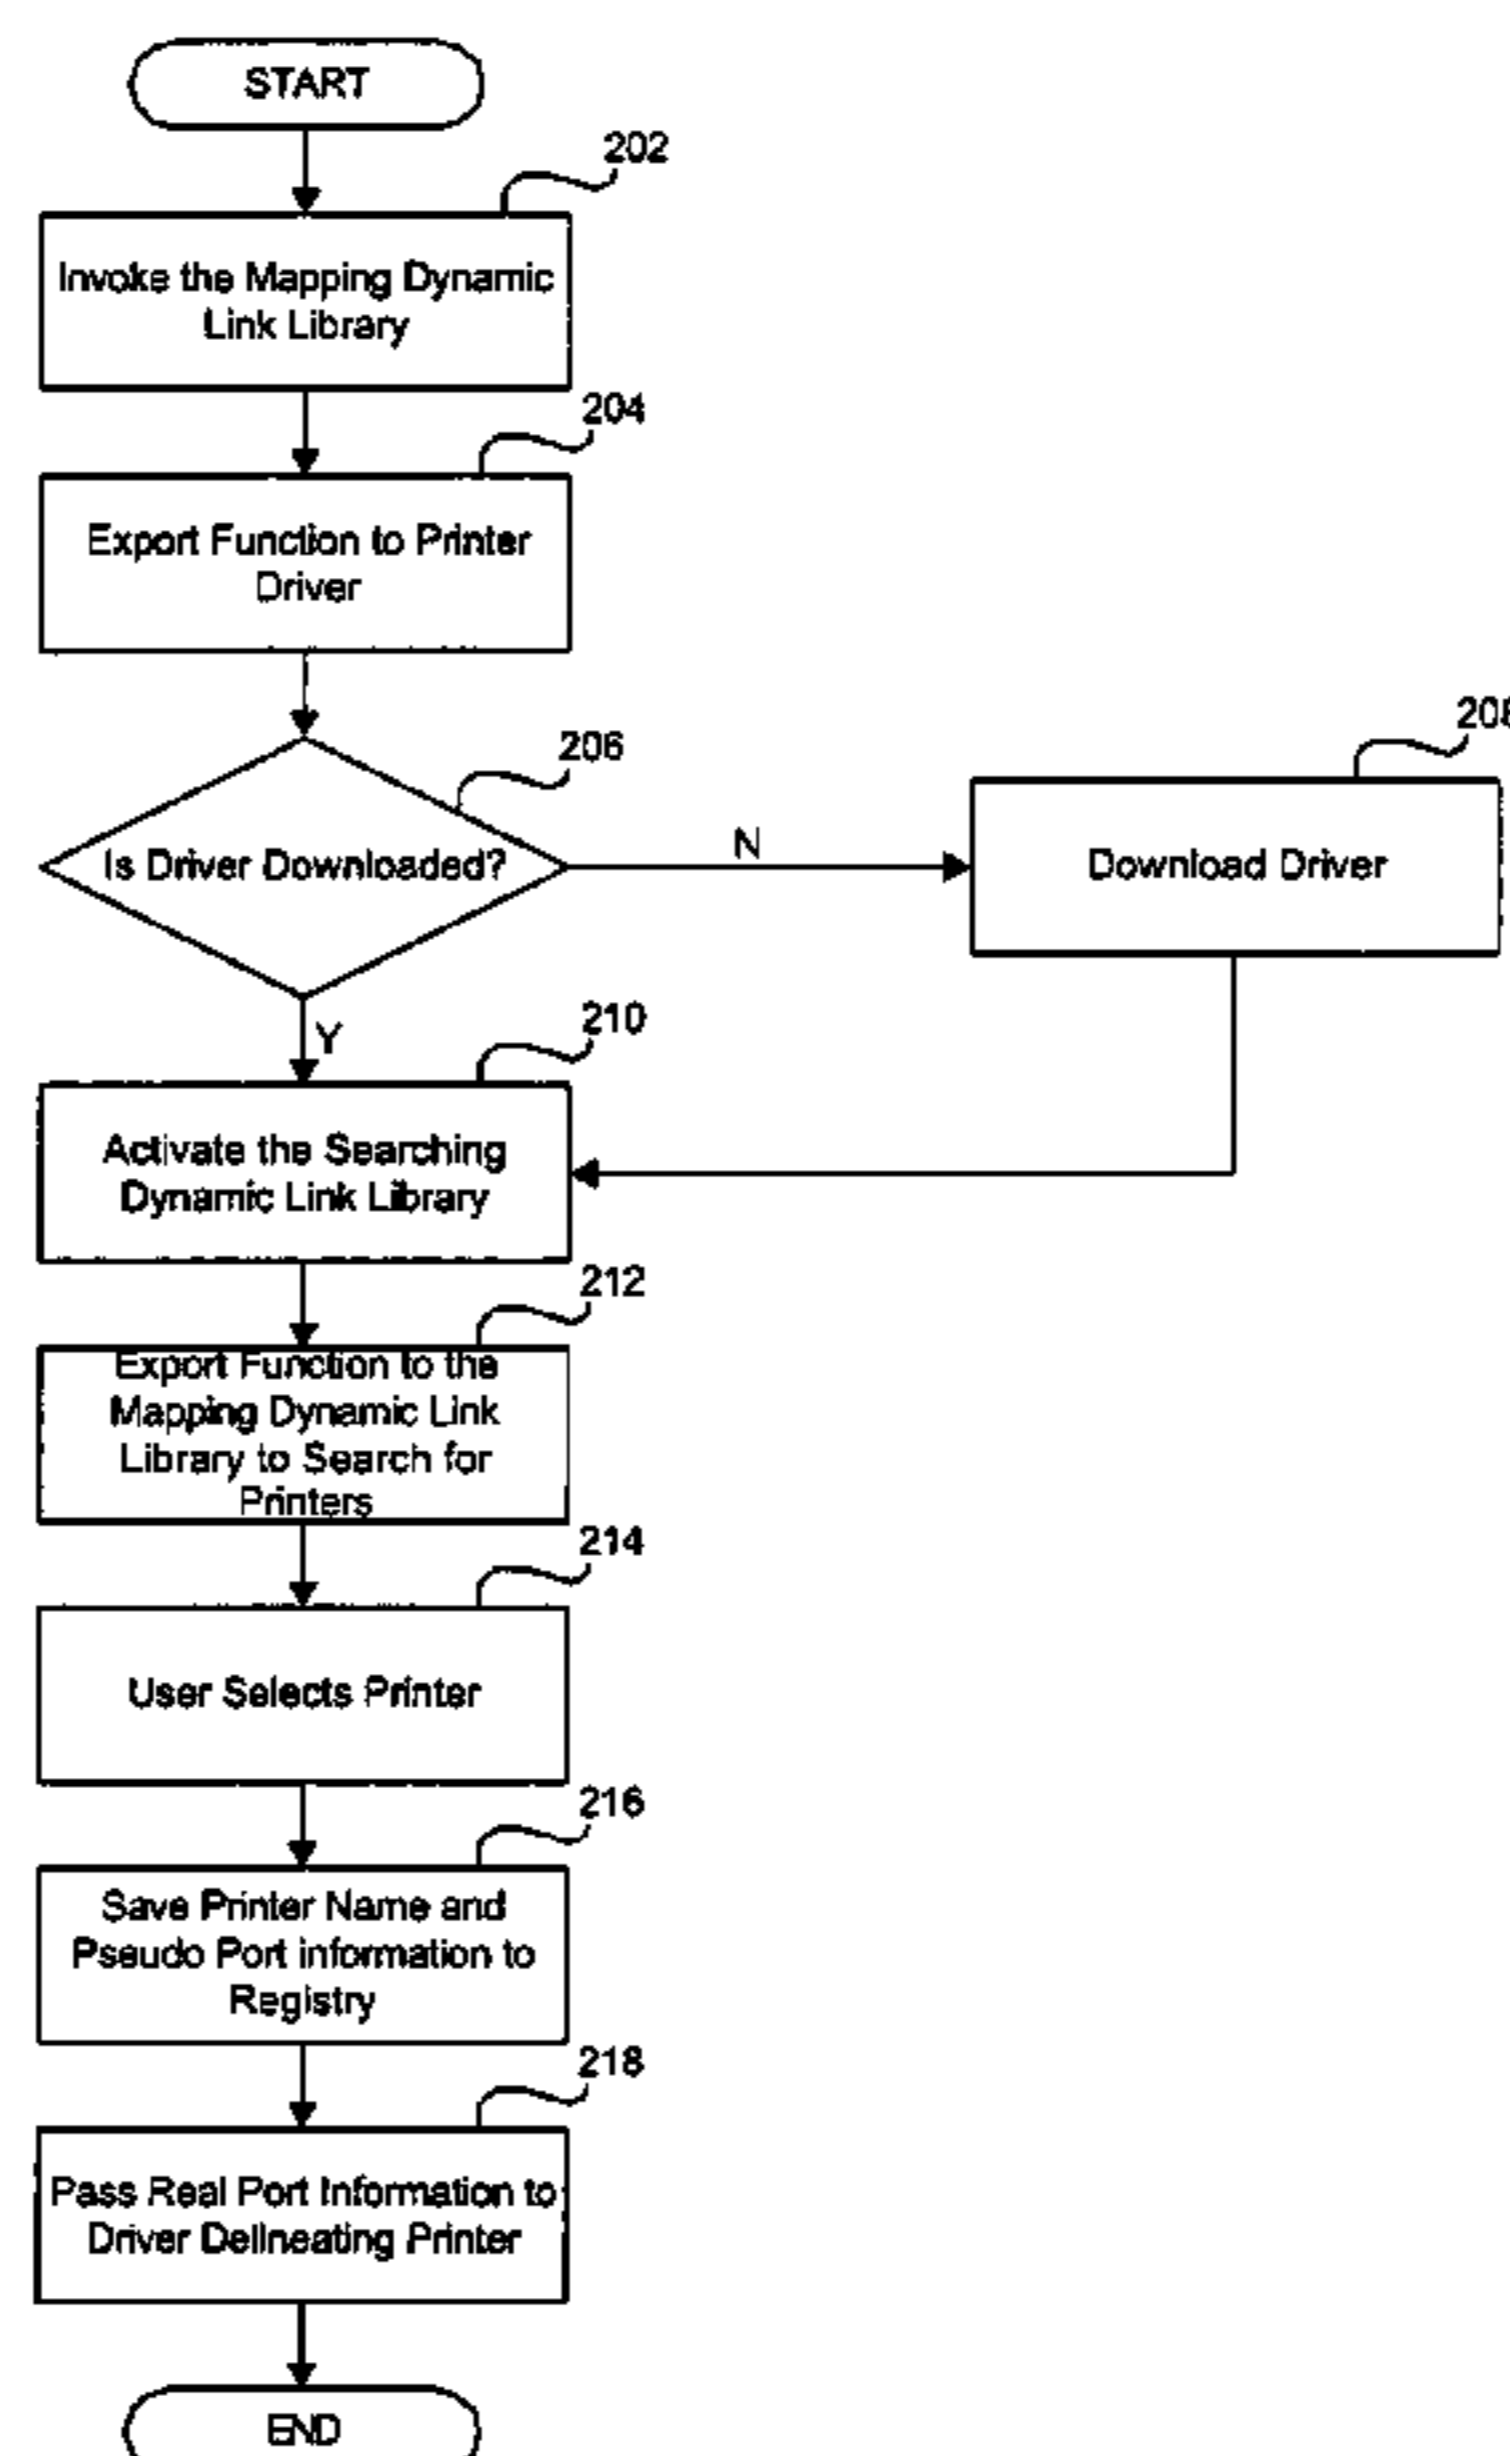 START
202
Invoke the Mapping Dynamic
Link Library
204
Export Function to Printer
Driver
206
Is Driver Downloaded?
N
208
Download Driver
Y
210
Activate the Searching
Dynamic Link Library
212
Export Function to the
Mapping Dynamic Link
Library to Search for
Printers
214
User Selects Printer
216
Save Printer Name and
Pseudo Port information to
Registry
218
Pass Real Port Information to
Driver Delineating Printer
END